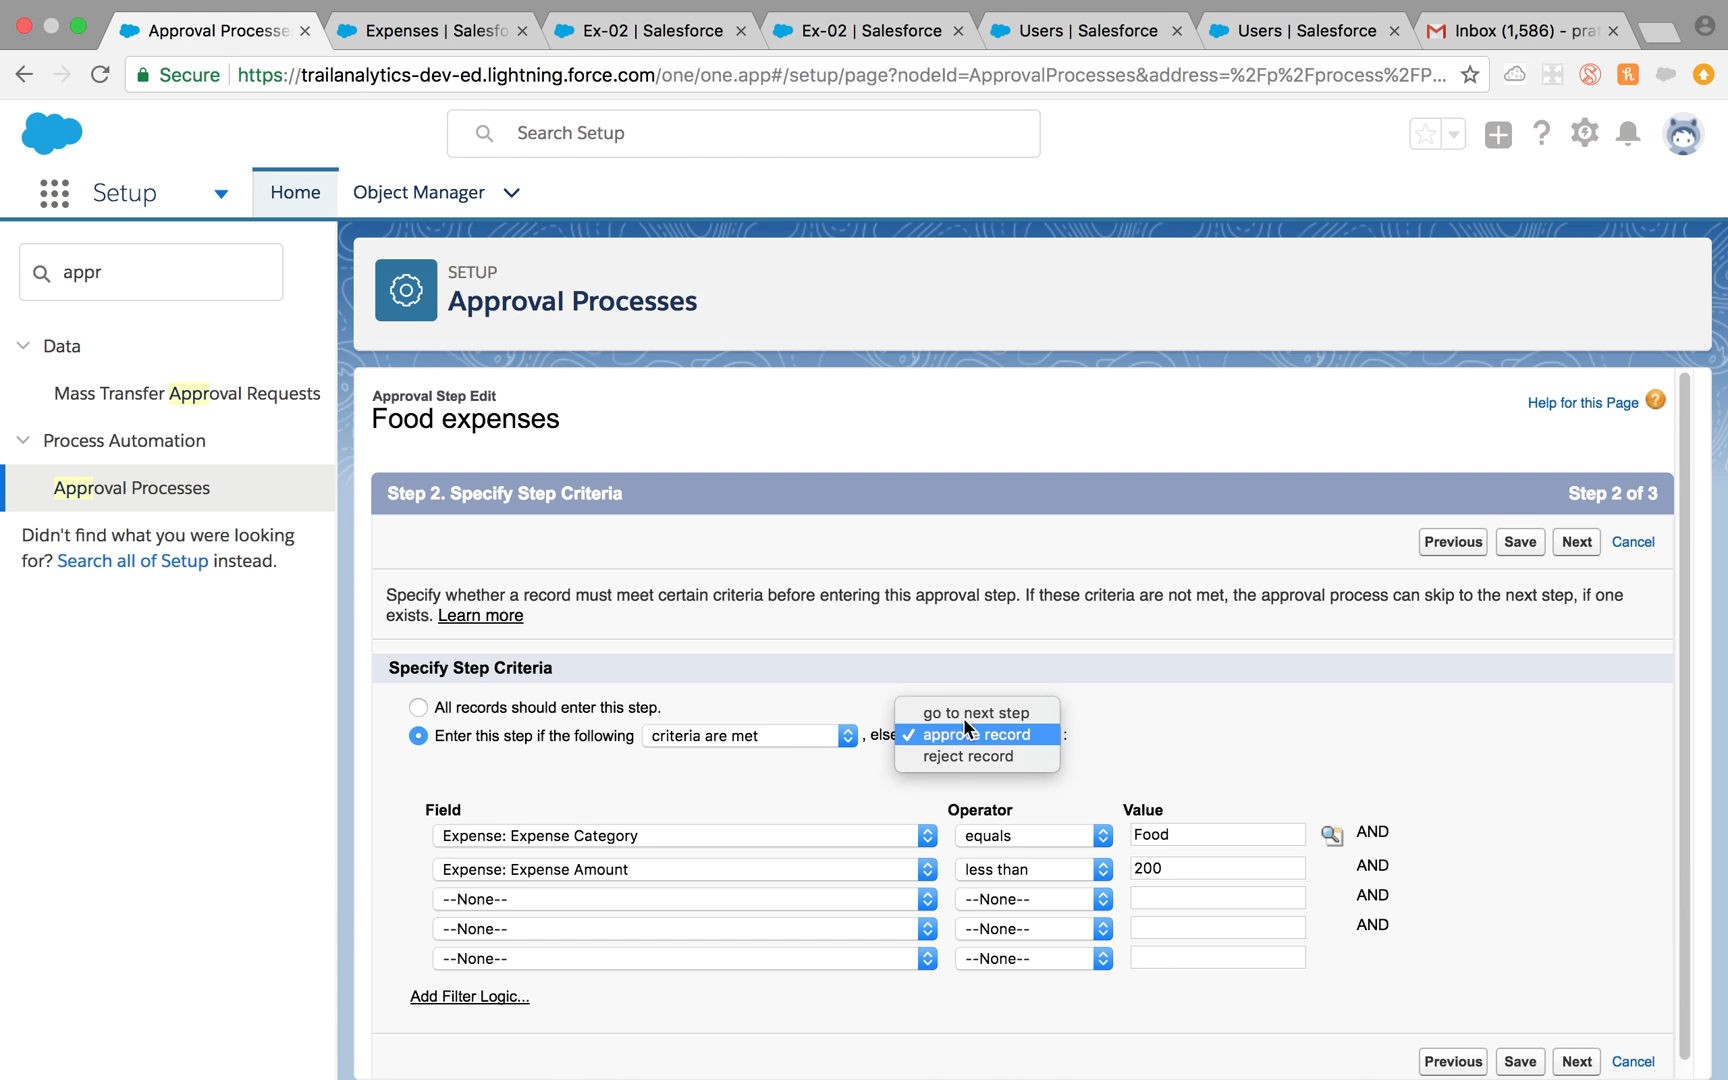 Approval Processe
Expenses | Salesfo
Ex-02 | Salesforce
Ex-02 | Salesforce
Users | Salesforce
Users | Salesforce
Inbox (1,586) - pra
Secure
https://trailanalytics-dev-ed.lightning.force.com/one/one.app#/setup/page?nodeId=ApprovalProcesses&address=%2Fp%2Fprocess%2FP...
Search Setup
Setup
Home
Object Manager
appr
Data
Mass Transfer Approval Requests
Process Automation
Approval Processes
Didn't find what you were looking
for? Search all of Setup instead.
SETUP
Approval Processes
Approval Step Edit
Food expenses
Help for this Page
Step 2. Specify Step Criteria
Step 2 of 3
Previous Save Next Cancel
Specify whether a record must meet certain criteria before entering this approval step. If these criteria are not met, the approval process can skip to the next step, if one
exists. Learn more
Specify Step Criteria
All records should enter this step.
Enter this step if the following criteria are met , else :
go to next step
approve record
reject record
Field Operator Value
Expense: Expense Category equals Food AND
Expense: Expense Amount less than 200 AND
--None-- --None-- AND
--None-- --None-- AND
--None-- --None--
Add Filter Logic...
Previous Save Next Cancel